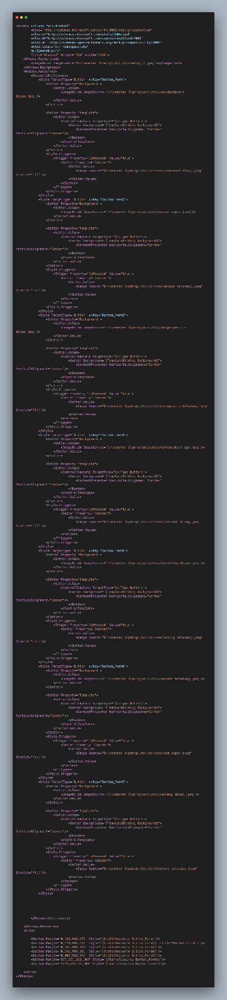 <Window x:Class="uts.Window1"
xmlns="http://schemas.microsoft.com/winfx/2006/xaml/presentation"
xmlns:x="http://schemas.microsoft.com/winfx/2006/xaml"
xmlns:d="http://schemas.microsoft.com/expression/blend/2008"
xmlns:mc="http://schemas.openxmlformats.org/markup-compatibility/2006"
xmlns:local="clr-namespace:uts"
mc:Ignorable="d"
Title="Window1" Height="768" Width="1366">
<Window.Background>
<ImageBrush ImageSource="D:\semster 3\pmrog\uts\uts\view\bg 2.jpeg"></ImageBrush>
</Window.Background>
<Window.Resources>
<ResourceDictionary>
<Style TargetType="Button" x:Key="Button_Form">
<Setter Property="Background">
<Setter.Value>
<ImageBrush ImageSource="D:\semster 3\pmrog\uts\uts\view\dashboard
depan.jpeg"/>
</Setter.Value>
</Setter>
<Setter Property="Template">
<Setter.Value>
<ControlTemplate TargetType="{x:Type Button}">
<Border Background="{TemplateBinding Background}">
<ContentPresenter HorizontalAlignment="Center"
VerticalAlignment="Center"/>
</Border>
</ControlTemplate>
</Setter.Value>
</Setter>
<Style.Triggers>
<Trigger Property="IsPressed" Value="true">
<Setter Property="Content">
<Setter.Value>
<Image Source="D:\semster 3\pmrog\uts\uts\view\dashboard blkng.jpeg"
Stretch="Fill"/>
</Setter.Value>
</Setter>
</Trigger>
</Style.Triggers>
</Style>
<Style TargetType="Button" x:Key="Button_Form2">
<Setter Property="Background">
<Setter.Value>
<ImageBrush ImageSource="D:\semster 3\pmrog\uts\uts\view\mesage depan.jpeg"/>
</Setter.Value>
</Setter>
<Setter Property="Template">
<Setter.Value>
<ControlTemplate TargetType="{x:Type Button}">
<Border Background="{TemplateBinding Background}">
<ContentPresenter HorizontalAlignment="Center"
VerticalAlignment="Center"/>
</Border>
</ControlTemplate>
</Setter.Value>
</Setter>
<Style.Triggers>
<Trigger Property="IsPressed" Value="true">
<Setter Property="Content">
<Setter.Value>
<Image Source="D:\semster 3\pmrog\uts\uts\view\mesage belakang.jpeg"
Stretch="Fill"/>
</Setter.Value>
</Setter>
</Trigger>
</Style.Triggers>
</Style>
<Style TargetType="Button" x:Key="Button_Form3">
<Setter Property="Background">
<Setter.Value>
<ImageBrush ImageSource="D:\semster 3\pmrog\uts\uts\view\propostis
depan.jpeg"/>
</Setter.Value>
</Setter>
<Setter Property="Template">
<Setter.Value>
<ControlTemplate TargetType="{x:Type Button}">
<Border Background="{TemplateBinding Background}">
<ContentPresenter HorizontalAlignment="Center"
VerticalAlignment="Center"/>
</Border>
</ControlTemplate>
</Setter.Value>
</Setter>
<Style.Triggers>
<Trigger Property="IsPressed" Value="true">
<Setter Property="Content">
<Setter.Value>
<Image Source="D:\semster 3\pmrog\uts\uts\view\propostis belakang.jpeg"
Stretch="Fill"/>
</Setter.Value>
</Setter>
</Trigger>
</Style.Triggers>
</Style>
<Style TargetType="Button" x:Key="Button_Form4">
<Setter Property="Background">
<Setter.Value>
<ImageBrush ImageSource="D:\semster 3\pmrog\uts\uts\view\checkout dpn.jpeg"/>
</Setter.Value>
</Setter>
<Setter Property="Template">
<Setter.Value>
<ControlTemplate TargetType="{x:Type Button}">
<Border Background="{TemplateBinding Background}">
<ContentPresenter HorizontalAlignment="Center"
VerticalAlignment="Center"/>
</Border>
</ControlTemplate>
</Setter.Value>
</Setter>
<Style.Triggers>
<Trigger Property="IsPressed" Value="true">
<Setter Property="Content">
<Setter.Value>
<Image Source="D:\semster 3\pmrog\uts\uts\view\checkout blkng.jpeg"
Stretch="Fill"/>
</Setter.Value>
</Setter>
</Trigger>
</Style.Triggers>
</Style>
<Style TargetType="Button" x:Key="Button_Form5">
<Setter Property="Background">
<Setter.Value>
<ImageBrush ImageSource="D:\semster 3\pmrog\uts\uts\view\seting depan.jpeg"/>
</Setter.Value>
</Setter>
<Setter Property="Template">
<Setter.Value>
<ControlTemplate TargetType="{x:Type Button}">
<Border Background="{TemplateBinding Background}">
<ContentPresenter HorizontalAlignment="Center"
VerticalAlignment="Center"/>
</Border>
</ControlTemplate>
</Setter.Value>
</Setter>
<Style.Triggers>
<Trigger Property="IsPressed" Value="true">
<Setter Property="Content">
<Setter.Value>
<Image Source="D:\semster 3\pmrog\uts\uts\view\seting belakang.jpeg"
Stretch="Fill"/>
</Setter.Value>
</Setter>
</Trigger>
</Style.Triggers>
</Style>
<Style TargetType="Button" x:Key="Button_Form6">
<Setter Property="Background">
<Setter.Value>
<ImageBrush ImageSource="D:\semster 3\pmrog\uts\uts\view\add belakang.jpeg"/>
</Setter.Value>
</Setter>
<Setter Property="Template">
<Setter.Value>
<ControlTemplate TargetType="{x:Type Button}">
<Border Background="{TemplateBinding Background}">
<ContentPresenter HorizontalAlignment="Center"
VerticalAlignment="Center"/>
</Border>
</ControlTemplate>
</Setter.Value>
</Setter>
<Style.Triggers>
<Trigger Property="IsPressed" Value="true">
<Setter Property="Content">
<Setter.Value>
<Image Source="D:\semster 3\pmrog\uts\uts\view\add depan.jpeg"
Stretch="Fill"/>
</Setter.Value>
</Setter>
</Trigger>
</Style.Triggers>
</Style>
<Style TargetType="Button" x:Key="Button_Form7">
<Setter Property="Background">
<Setter.Value>
<ImageBrush ImageSource="D:\semster 3\pmrog\uts\uts\view\buy depan.jpeg"/>
</Setter.Value>
</Setter>
<Setter Property="Template">
<Setter.Value>
<ControlTemplate TargetType="{x:Type Button}">
<Border Background="{TemplateBinding Background}">
<ContentPresenter HorizontalAlignment="Center"
VerticalAlignment="Center"/>
</Border>
</ControlTemplate>
</Setter.Value>
</Setter>
<Style.Triggers>
<Trigger Property="IsPressed" Value="true">
<Setter Property="Content">
<Setter.Value>
<Image Source="D:\semster 3\pmrog\uts\uts\view\buy belakang.jpeg"
Stretch="Fill"/>
</Setter.Value>
</Setter>
</Trigger>
</Style.Triggers>
</Style>
</ResourceDictionary>
</Window.Resources>
<Grid>
<Button Margin="0,169,984,475" Style="{StaticResource Button_Form}"/>
<Button Margin="0,229,984,417" Style="{StaticResource Button_Form2}" Click="Button_Click_3"/>
<Button Margin="0,287,984,359" Style="{StaticResource Button_Form3}"/>
<Button Margin="0,345,984,301" Style="{StaticResource Button_Form4}"/>
<Button Margin="0,403,984,243" Style="{StaticResource Button_Form5}"/>
<Button Margin="927,551,163,109" Style="{StaticResource Button_Form6}"/>
<Button Margin="1125,551,22,109" Style="{StaticResource Button_Form7}"/>
</Grid>
</Window>